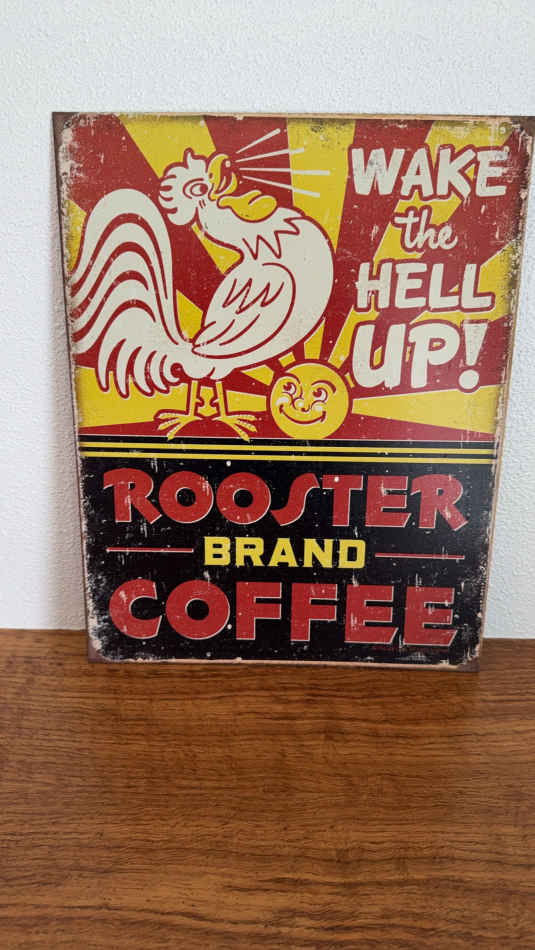 WAKE
the
HELL
UP!
ROOSTER
BRAND
COFFEE